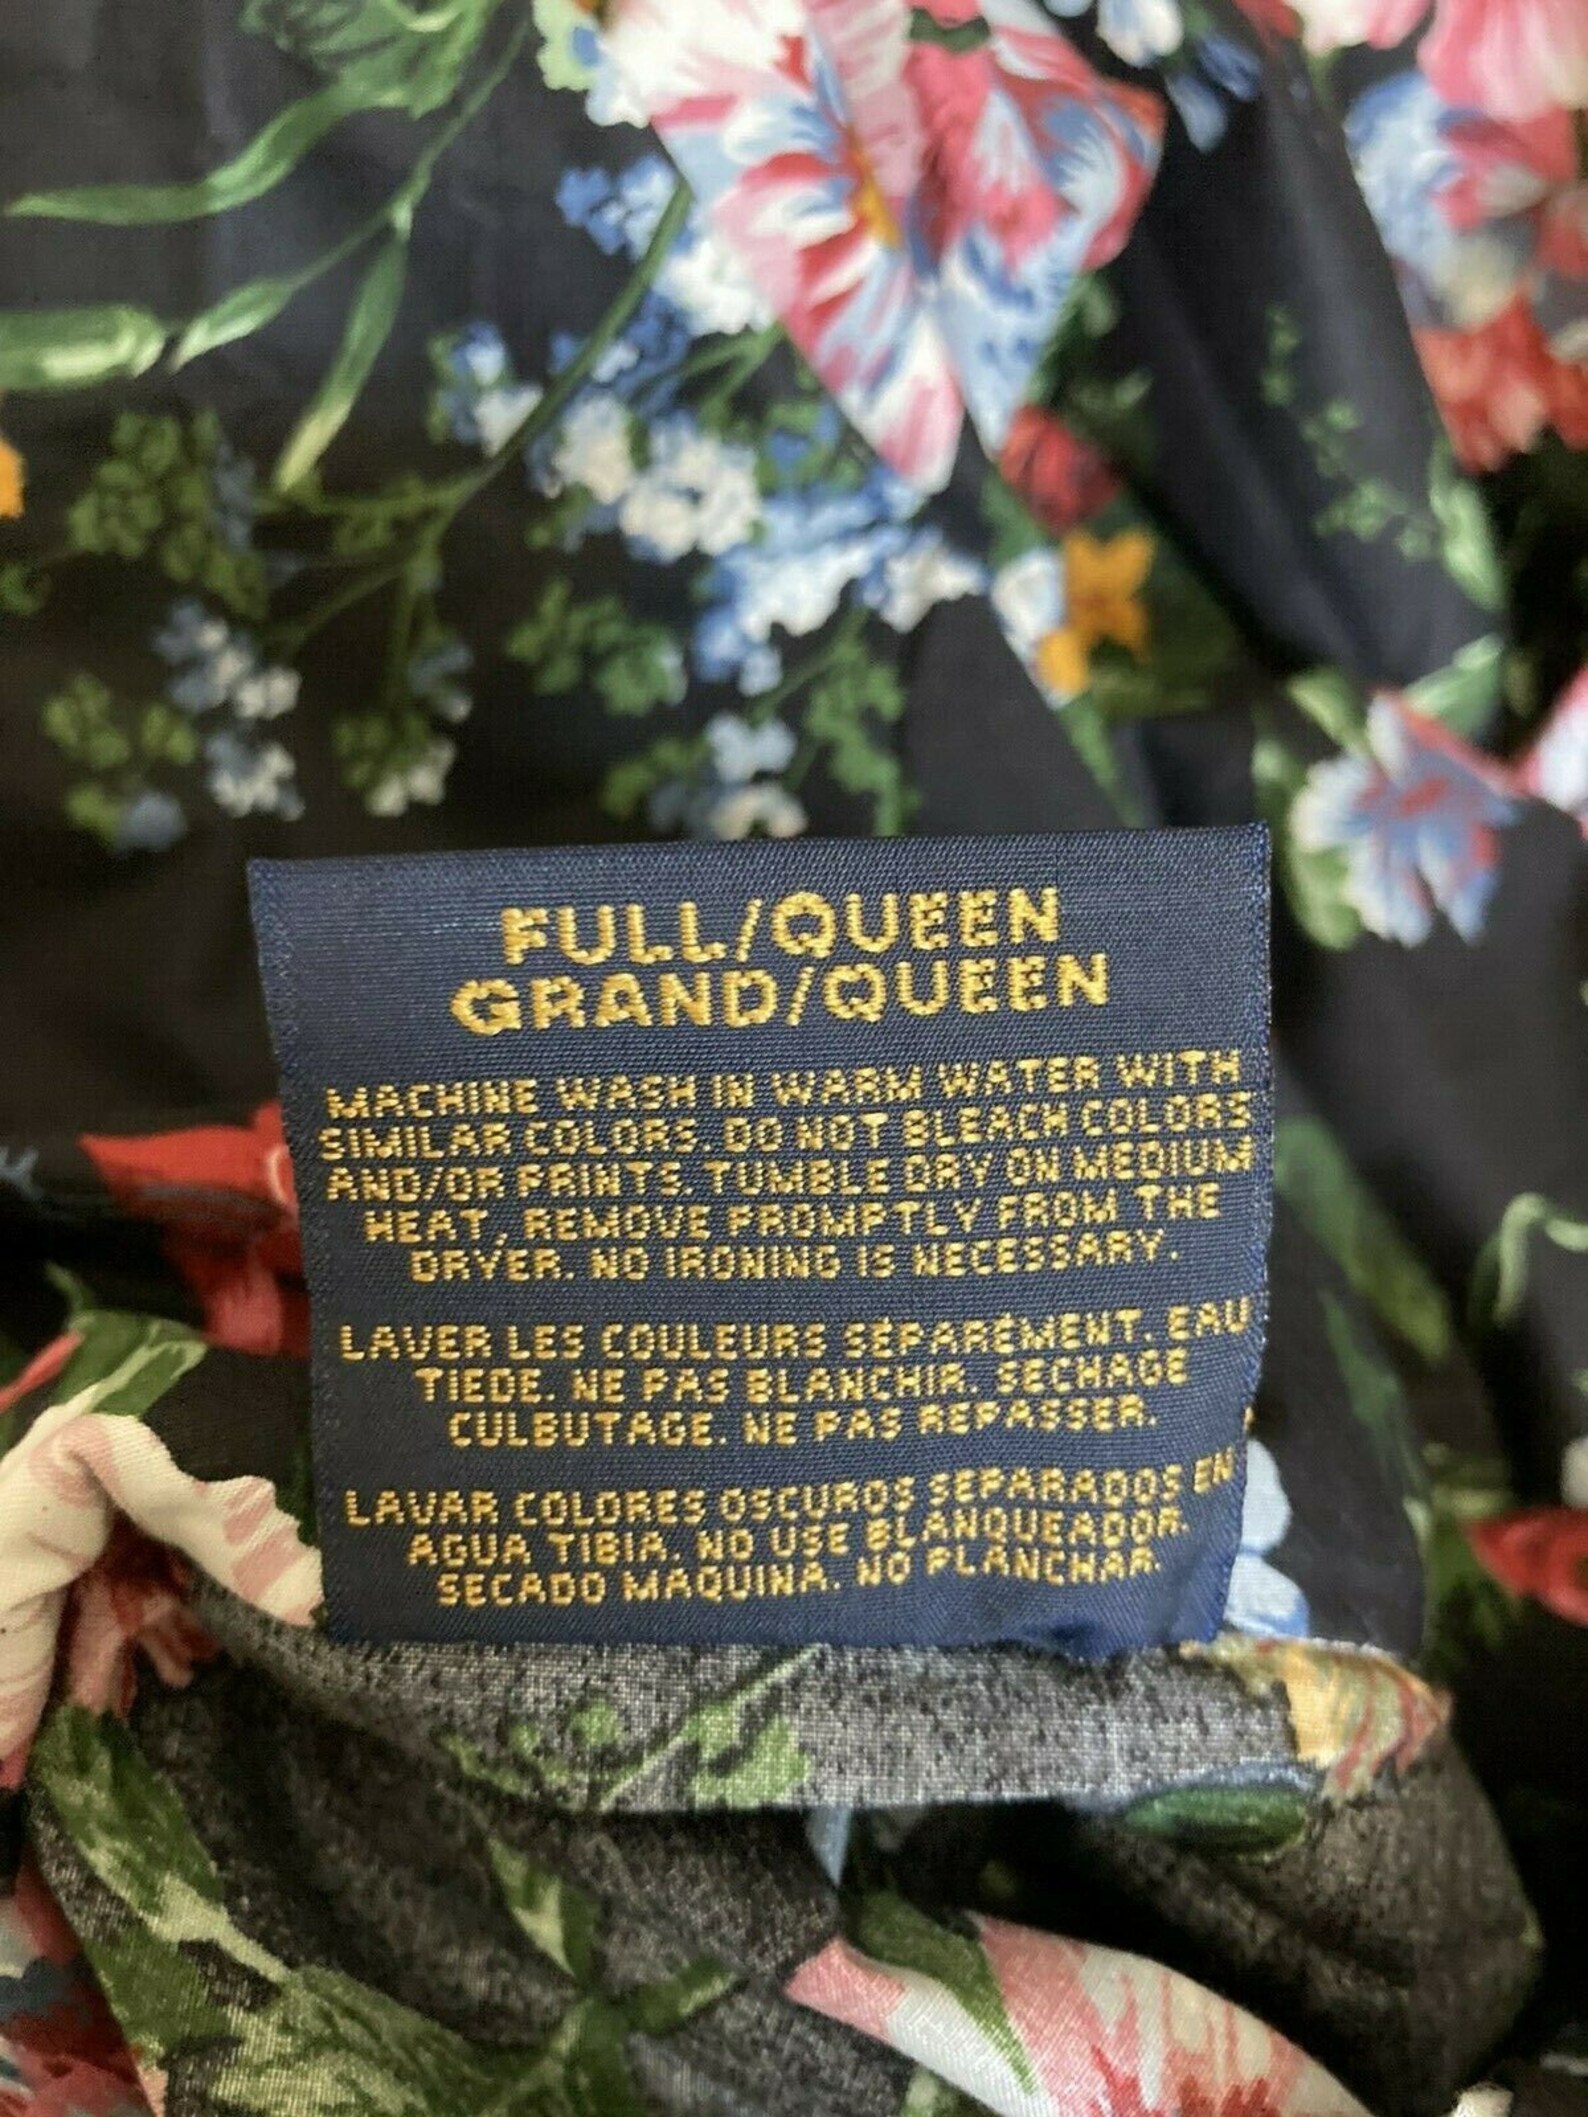 FULL/QUEEN
GRAND/QUEEN
MACHINE WASH IN WARM WATER WITH
SIMILAR COLORS. DO NOT BLEACH COLORS
AND/OR PRINTS. TUMBLE DRY ON MEDIUM
HEAT, REMOVE PROMPTLY FROM THE
DRYER. NO IRONING IS NECESSARY.
LAVER LES COULEURS SÉPARÉMENT. EAU
TIEDE. NE PAS BLANCHIR. SECHAGE
CULBUTAGE. NE PAS REPASSER.
LAVAR COLORES OSCUROS SEPARADOS EN
AGUA TIBIA. NO USE BLANQUEADOR.
SECADO MAQUINA. NO PLANCHAR.